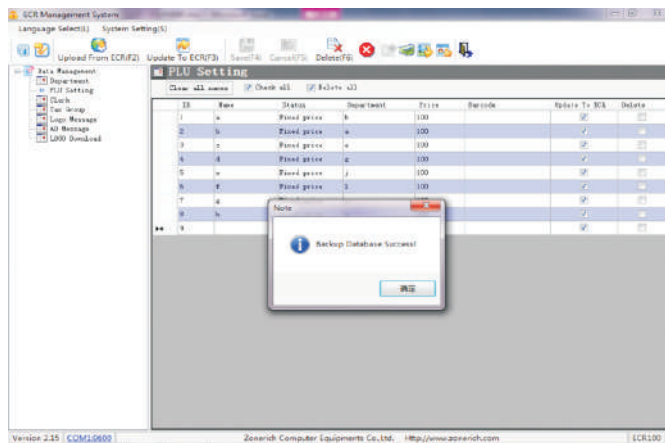 ECR Management System
Language Select(L) System Setting(S)
Upload From ECR(F2) Update To ECR(F3) Save(F4) Cancel(F5) Delete(F6)
Data Management
Department
PLU Setting
Clerk
Tax Group
Logo Message
AD Message
LOGO Download
PLU Setting
Clear all names Check all Delete all
ID Name Status Department Price Barcode Update To ECR Delete
1 a Fixed price b 100
2 b Fixed price 100
3 c Fixed price 100
4 d Fixed price 100
5 e Fixed price j 100
6 f Fixed price 100
7 g
8 h
9
Note
Backup Database Success!
确定
Version 2.15 COM1:9600 Zonerich Computer Equipments Co.,Ltd. Http://www.zonerich.com ECR100